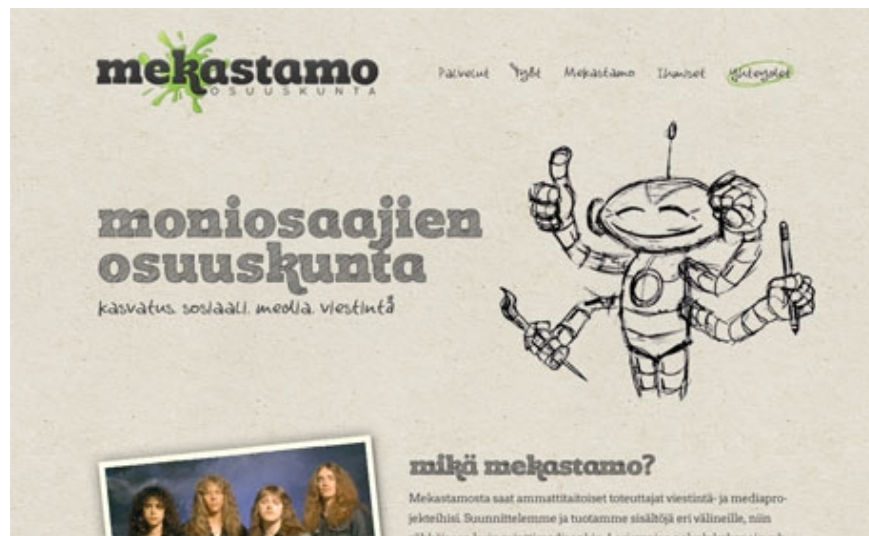 mekastamo
OSUUSKUNTA
Palvelut Työt Mekastamo Ihmiset Yhteydet
moniosaajien
osuuskunta
kasvatus. sosiaali. media. viestintä
mikä mekastamo?
Mekastamosta saat ammattitaitoiset toteuttajat viestintä- ja mediapro-
jekteihisi. Suunnittelemme ja tuotamme sisältöjä eri välineille, niin